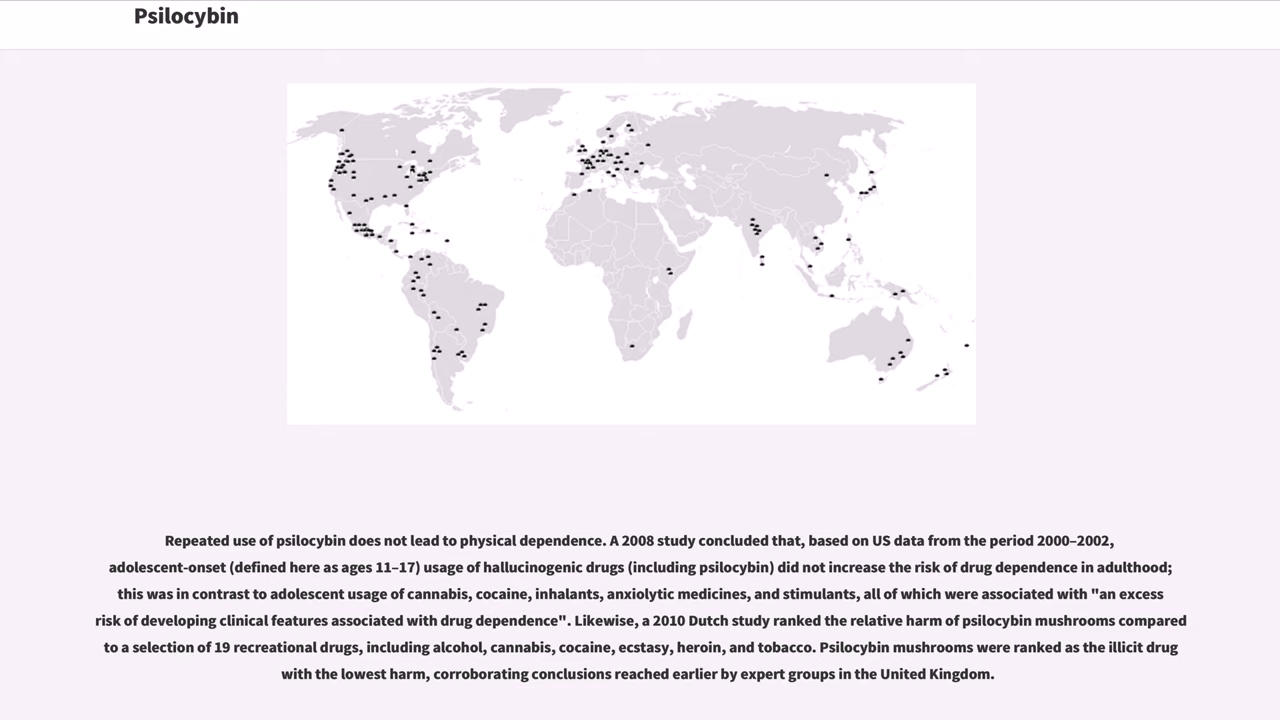 Psilocybin
Repeated use of psilocybin does not lead to physical dependence. A 2008 study concluded that, based on US data from the period 2000–2002,
adolescent-onset (defined here as ages 11–17) usage of hallucinogenic drugs (including psilocybin) did not increase the risk of drug dependence in adulthood;
this was in contrast to adolescent usage of cannabis, cocaine, inhalants, anxiolytic medicines, and stimulants, all of which were associated with "an excess
risk of developing clinical features associated with drug dependence". Likewise, a 2010 Dutch study ranked the relative harm of psilocybin mushrooms compared
to a selection of 19 recreational drugs, including alcohol, cannabis, cocaine, ecstasy, heroin, and tobacco. Psilocybin mushrooms were ranked as the illicit drug
with the lowest harm, corroborating conclusions reached earlier by expert groups in the United Kingdom.